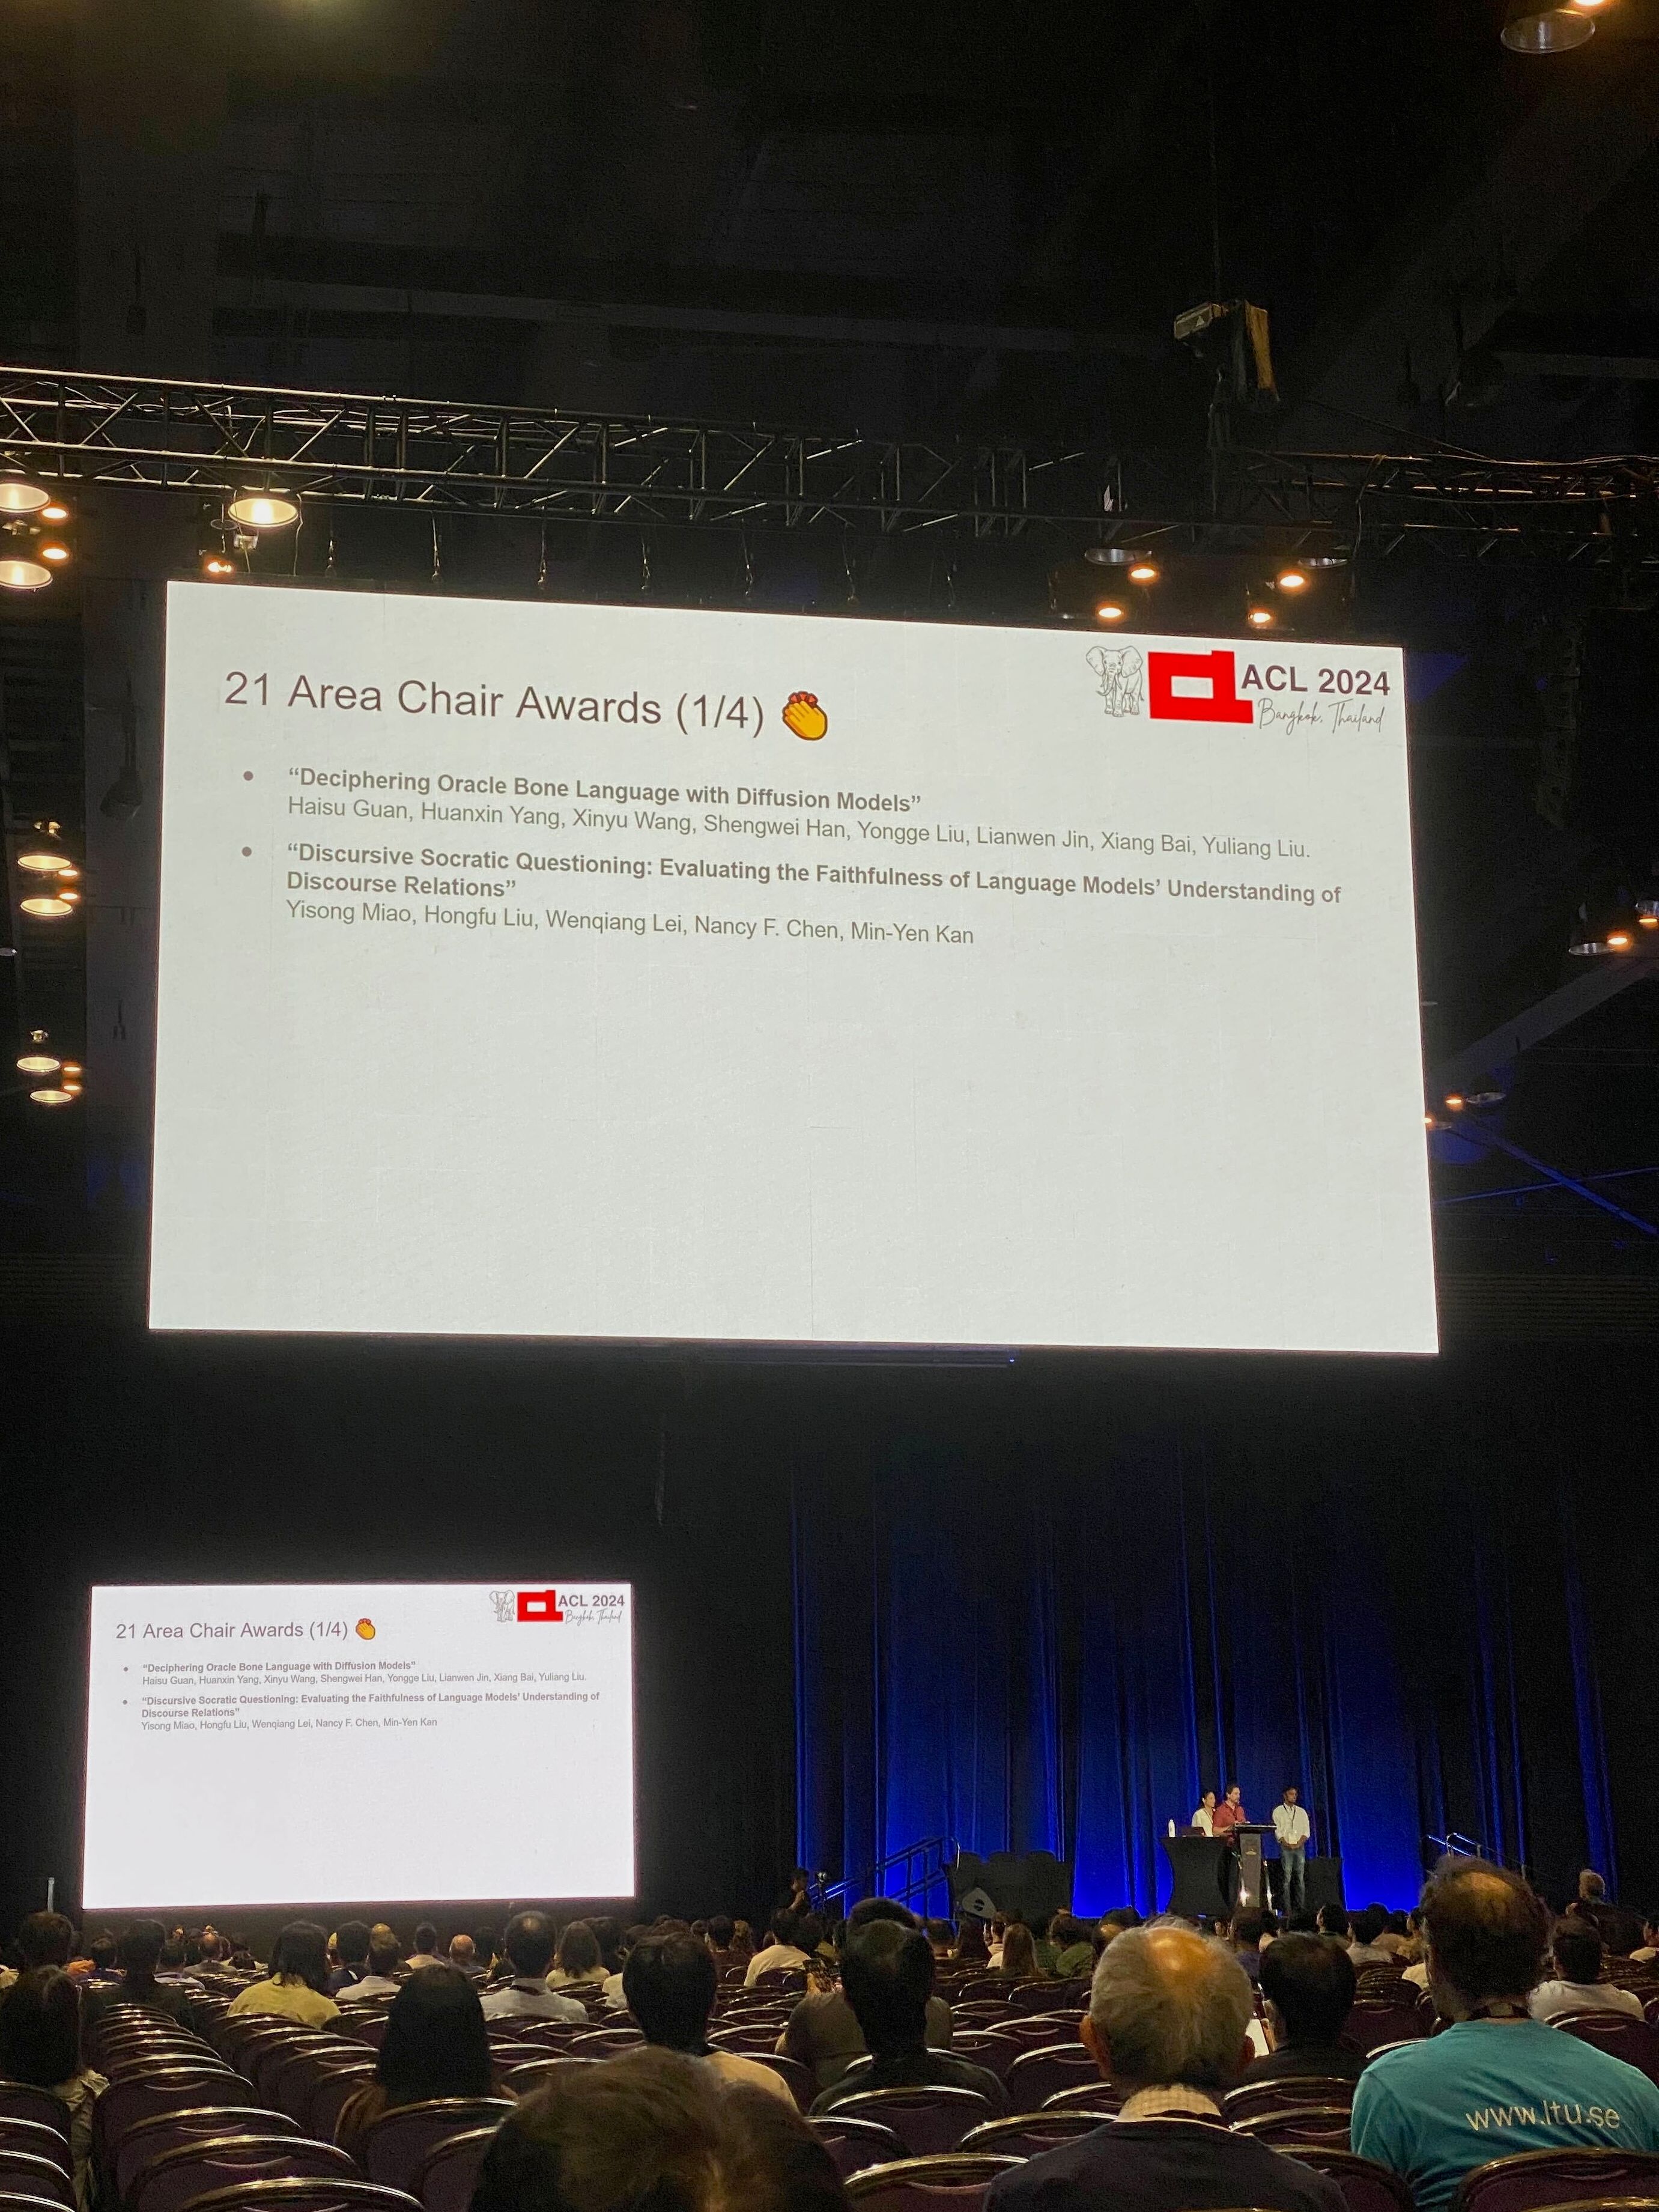 21 Area Chair Awards (1/4)
ACL 2024
Bangkok, Thailand
• “Deciphering Oracle Bone Language with Diffusion Models”
Haisu Guan, Huanxin Yang, Xinyu Wang, Shengwei Han, Yongge Liu, Lianwen Jin, Xiang Bai, Yuliang Liu.
• “Discursive Socratic Questioning: Evaluating the Faithfulness of Language Models’ Understanding of
Discourse Relations”
Yisong Miao, Hongfu Liu, Wenqiang Lei, Nancy F. Chen, Min-Yen Kan
21 Area Chair Awards (1/4)
ACL 2024
Bangkok, Thailand
• “Deciphering Oracle Bone Language with Diffusion Models”
Haisu Guan, Huanxin Yang, Xinyu Wang, Shengwei Han, Yongge Liu, Lianwen Jin, Xiang Bai, Yuliang Liu.
• “Discursive Socratic Questioning: Evaluating the Faithfulness of Language Models’ Understanding of
Discourse Relations”
Yisong Miao, Hongfu Liu, Wenqiang Lei, Nancy F. Chen, Min-Yen Kan
www.ltu.se